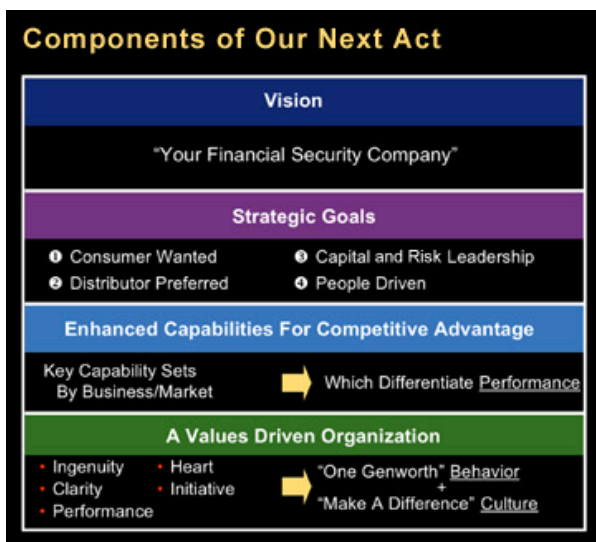 Components of Our Next Act
Vision
“Your Financial Security Company”
Strategic Goals
❶ Consumer Wanted
❷ Distributor Preferred
❸ Capital and Risk Leadership
❹ People Driven
Enhanced Capabilities For Competitive Advantage
Key Capability Sets
By Business/Market
Which Differentiate Performance
A Values Driven Organization
• Ingenuity
• Clarity
• Performance
• Heart
• Initiative
“One Genworth” Behavior
+
“Make A Difference” Culture